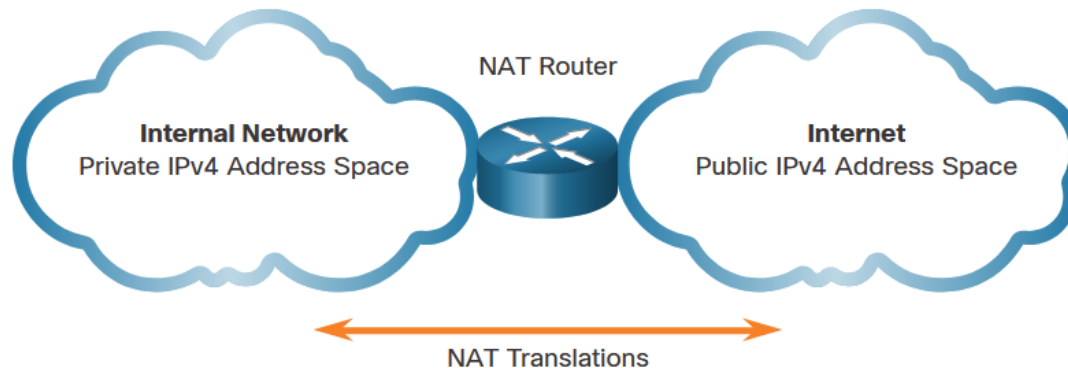 NAT Router
Internal Network
Private IPv4 Address Space
Internet
Public IPv4 Address Space
NAT Translations